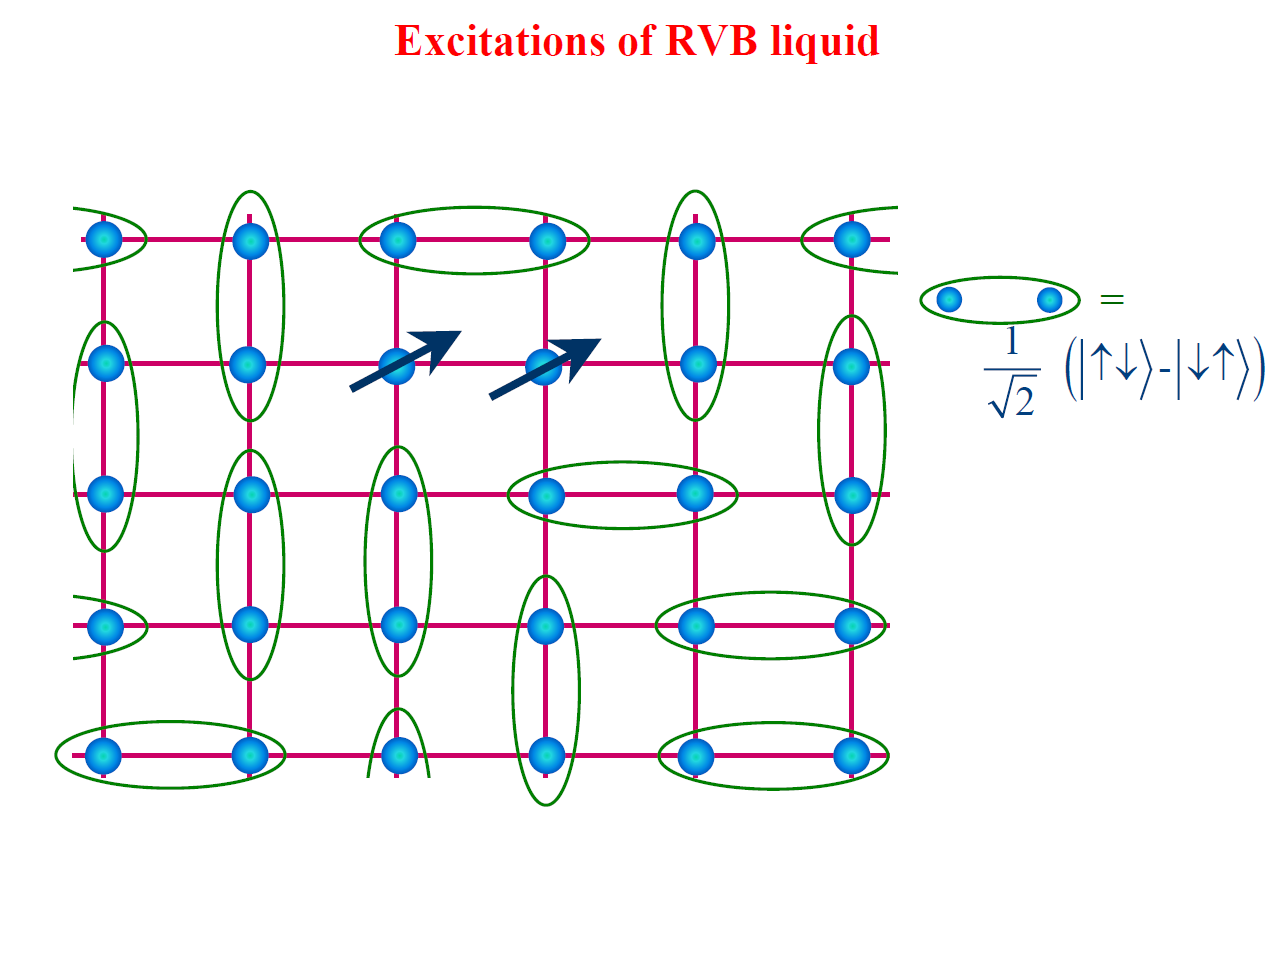 Excitations of RVB liquid
=
1/√2 (|↑↓⟩-|↓↑⟩)